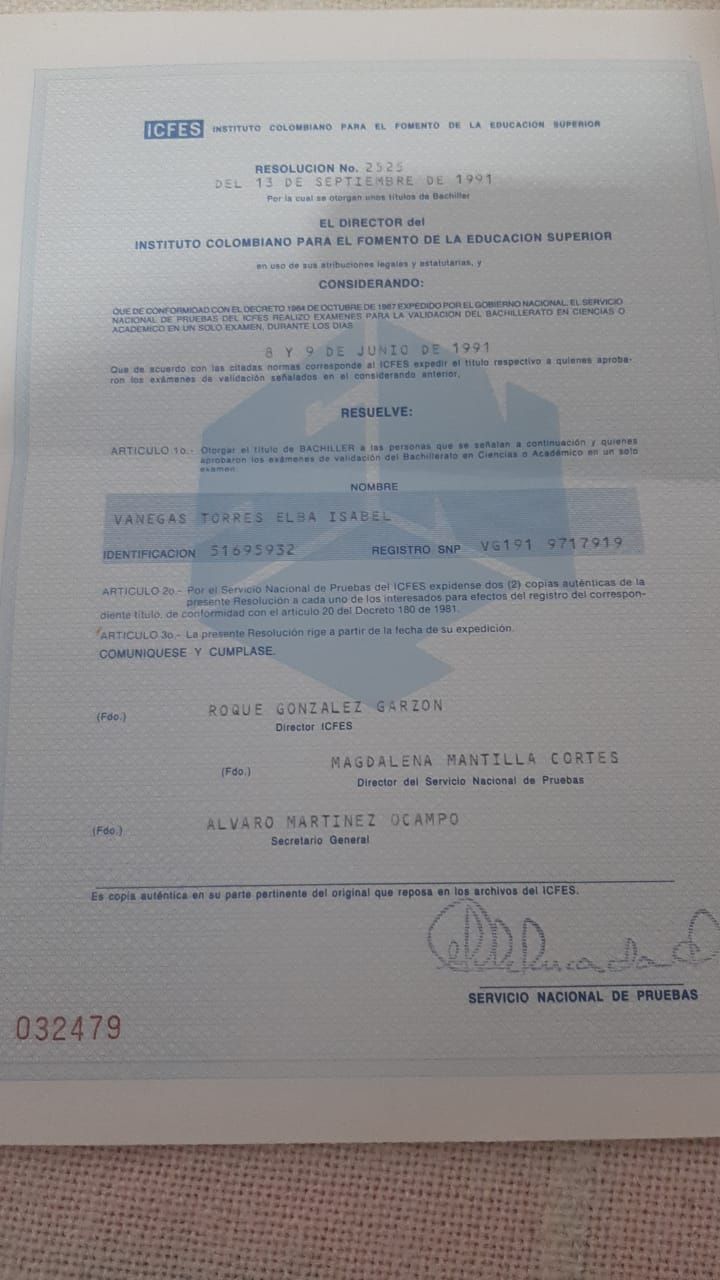 ICFES INSTITUTO COLOMBIANO PARA EL FOMENTO DE LA EDUCACION SUPERIOR
RESOLUCION No. 2525
DEL 13 DE SEPTIEMBRE DE 1991
Por la cual se otorgan unos títulos de Bachiller
EL DIRECTOR del
INSTITUTO COLOMBIANO PARA EL FOMENTO DE LA EDUCACION SUPERIOR
en uso de sus atribuciones legales y estatutarias, y
CONSIDERANDO:
QUE DE CONFORMIDAD CON EL DECRETO 1964 DE OCTUBRE DE 1987 EXPEDIDO POR EL GOBIERNO NACIONAL, EL SERVICIO
NACIONAL DE PRUEBAS DEL ICFES REALIZO EXAMENES PARA LA VALIDACION DEL BACHILLERATO EN CIENCIAS O
ACADEMICO EN UN SOLO EXAMEN, DURANTE LOS DIAS
8 Y 9 DE JUNIO DE 1991
Que de acuerdo con las citadas normas corresponde al ICFES expedir el título respectivo a quienes aproba-
ron los exámenes de validación señalados en el considerando anterior,
RESUELVE:
ARTICULO 1o.- Otorgar el título de BACHILLER a las personas que se señalan a continuación y quienes
aprobaron los exámenes de validación del Bachillerato en Ciencias o Académico en un solo
examen
NOMBRE
VANEGAS TORRES ELBA ISABEL
IDENTIFICACION 51695932 REGISTRO SNP VG191 9717919
ARTICULO 2o.- Por el Servicio Nacional de Pruebas del ICFES expidense dos (2) copias auténticas de la
presente Resolución a cada uno de los interesados para efectos del registro del correspon-
diente título, de conformidad con el articulo 20 del Decreto 180 de 1981.
ARTICULO 3o.- La presente Resolución rige a partir de la fecha de su expedición.
COMUNIQUESE Y CUMPLASE.
(Fdo.) ROQUE GONZALEZ GARZON
Director ICFES
(Fdo.) MAGDALENA MANTILLA CORTES
Director del Servicio Nacional de Pruebas
(Fdo.) ALVARO MARTINEZ OCAMPO
Secretario General
Es copia auténtica en su parte pertinente del original que reposa en los archivos del ICFES.
SERVICIO NACIONAL DE PRUEBAS
032479